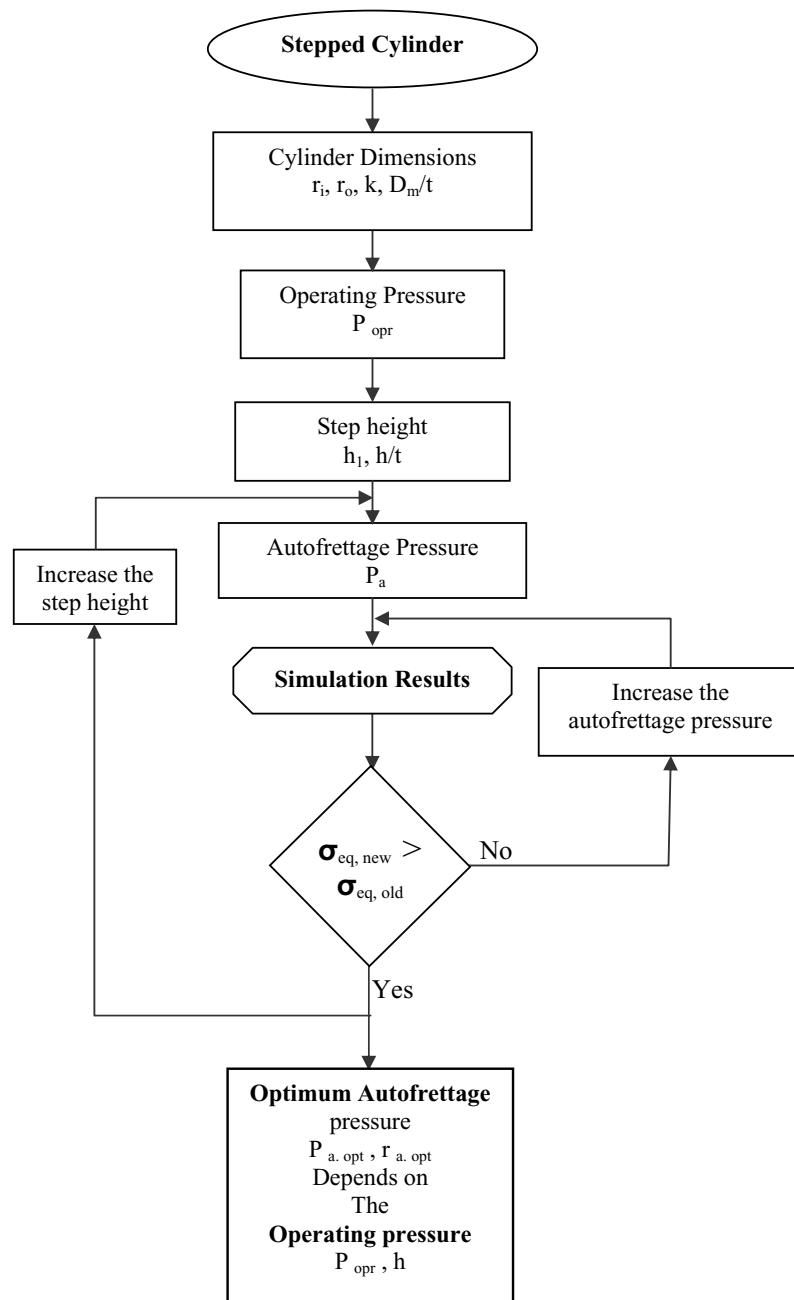 Stepped Cylinder
Cylinder Dimensions
rᵢ, rₒ, k, Dₘ/t
Operating Pressure
P ₒₚᵣ
Step height
h₁, h/t
Autofrettage Pressure
Pₐ
Increase the
step height
Simulation Results
Increase the
autofrettage pressure
σeq, new >
σeq, old
No
Yes
Optimum Autofrettage
pressure
P a. opt , r a. opt
Depends on
The
Operating pressure
P opr , h